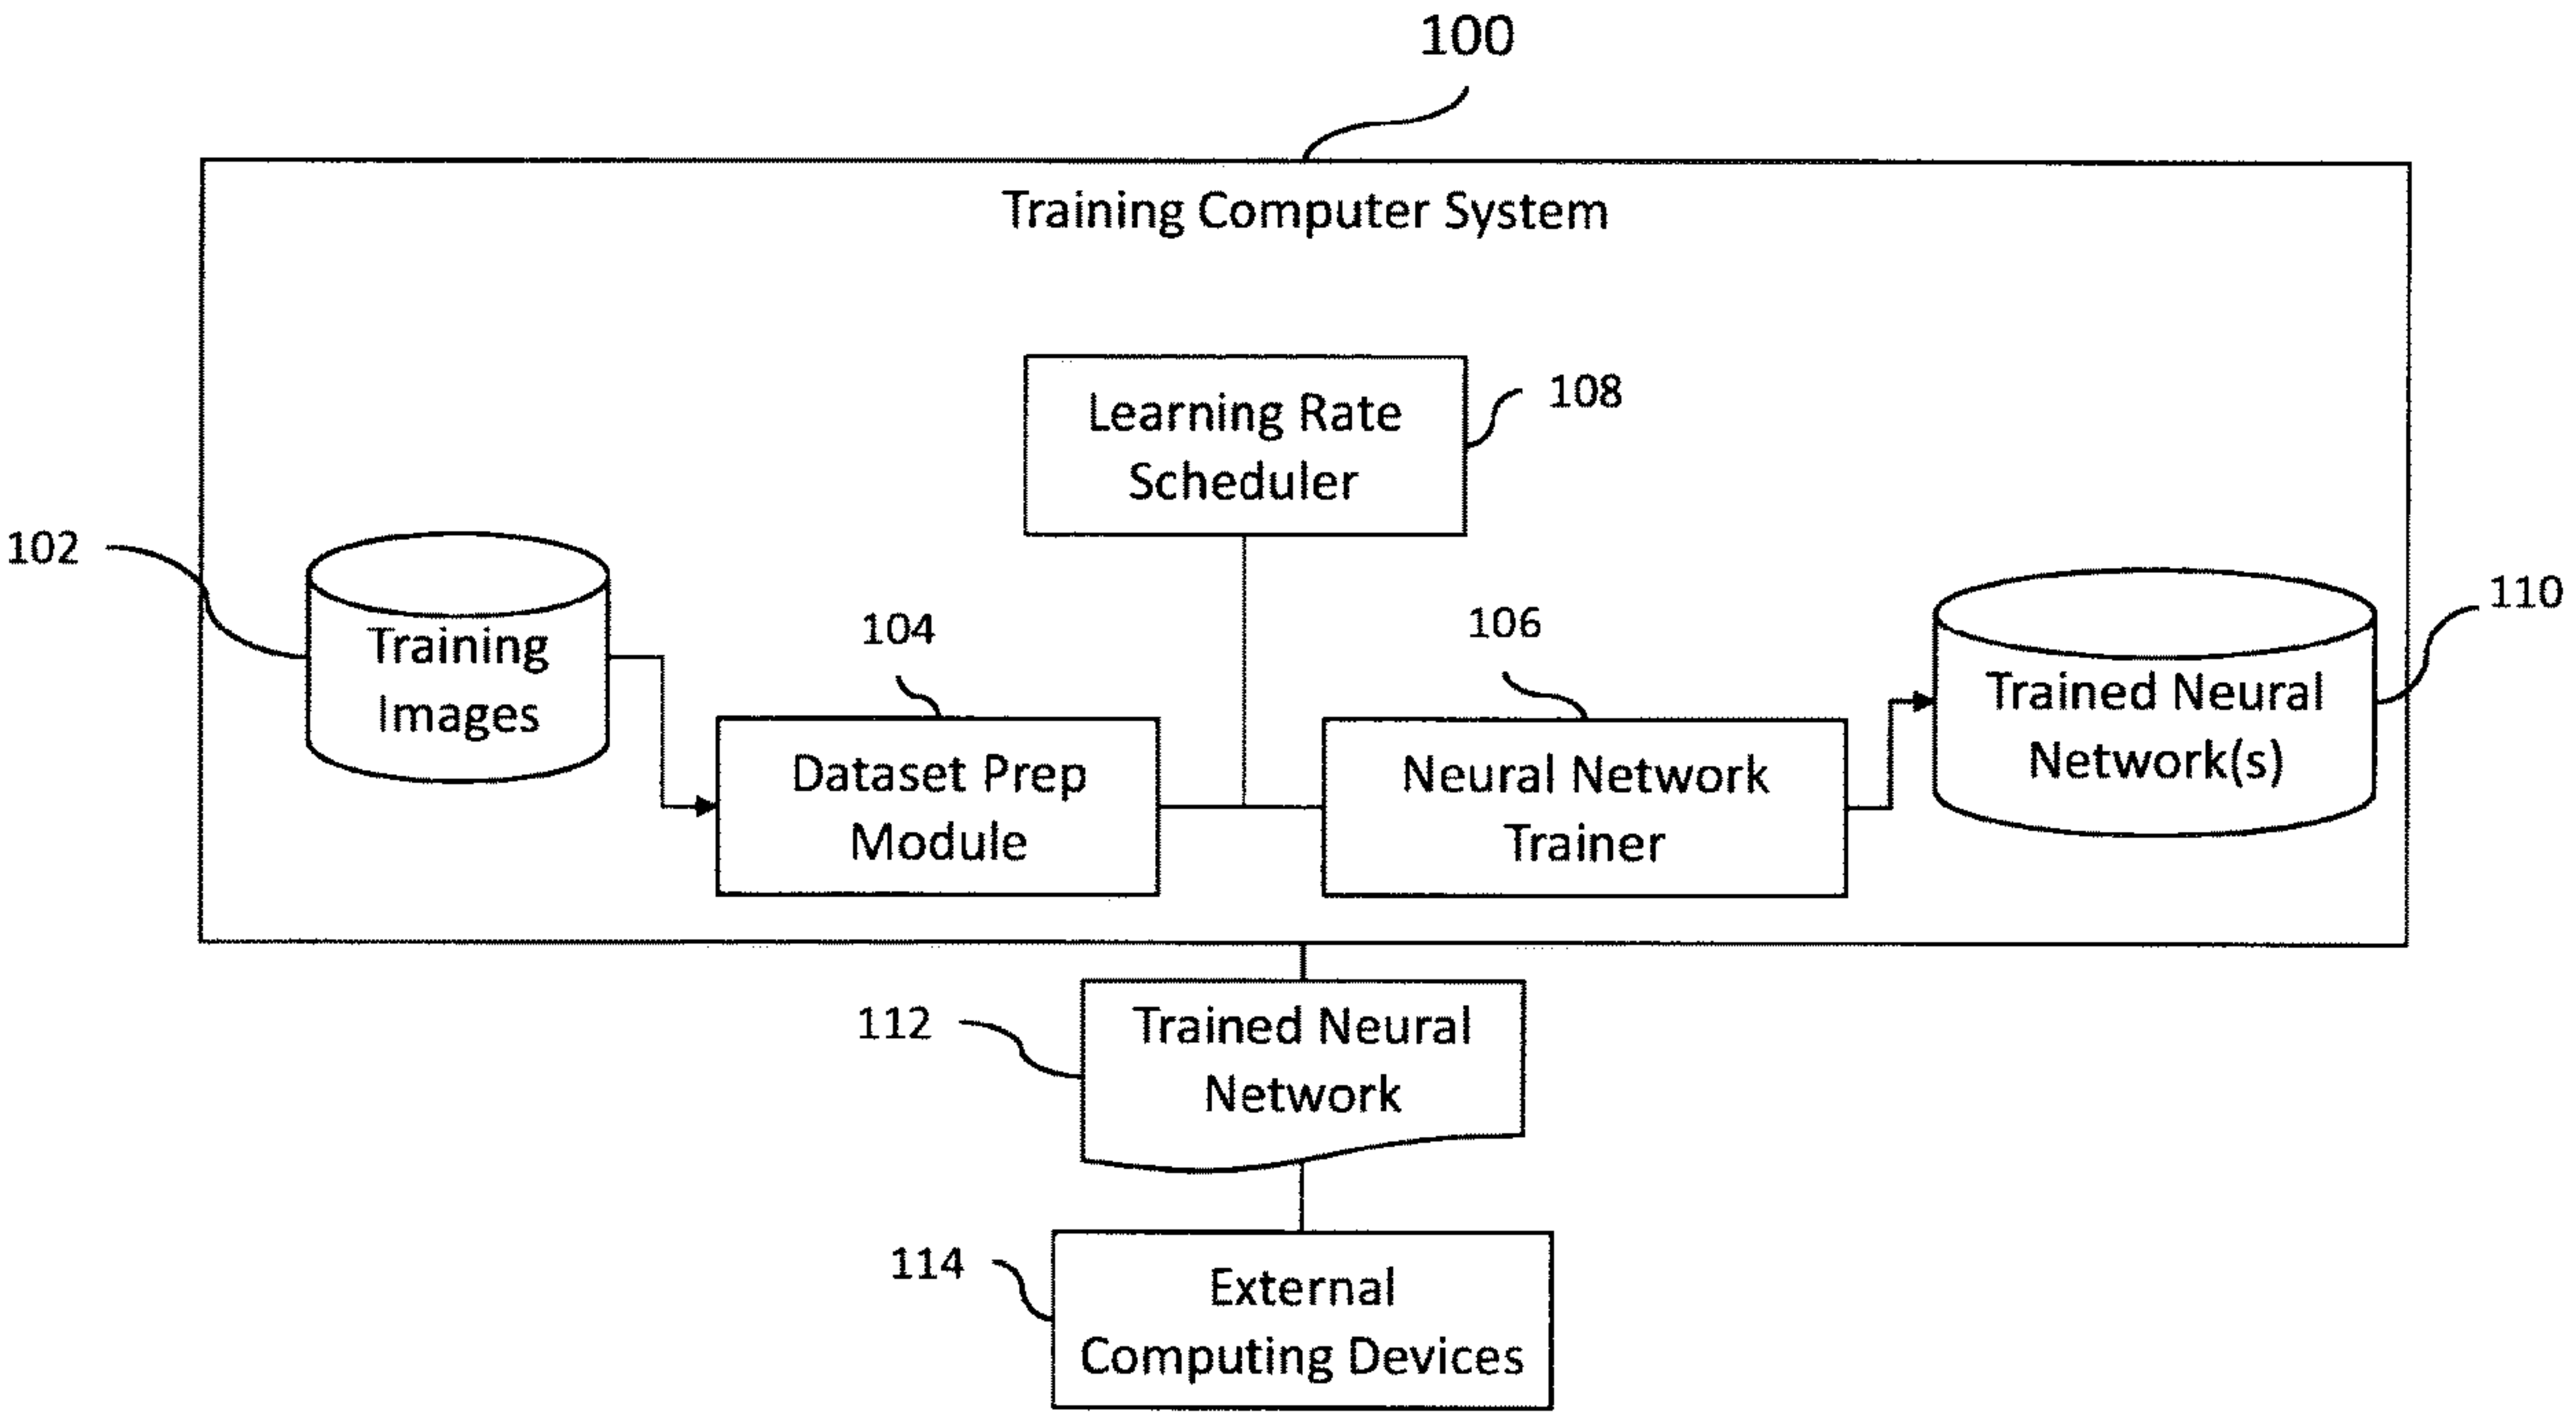 100
Training Computer System
Learning Rate
Scheduler
108
102
Training
Images
104
Dataset Prep
Module
106
Neural Network
Trainer
110
Trained Neural
Network(s)
112
Trained Neural
Network
114
External
Computing Devices